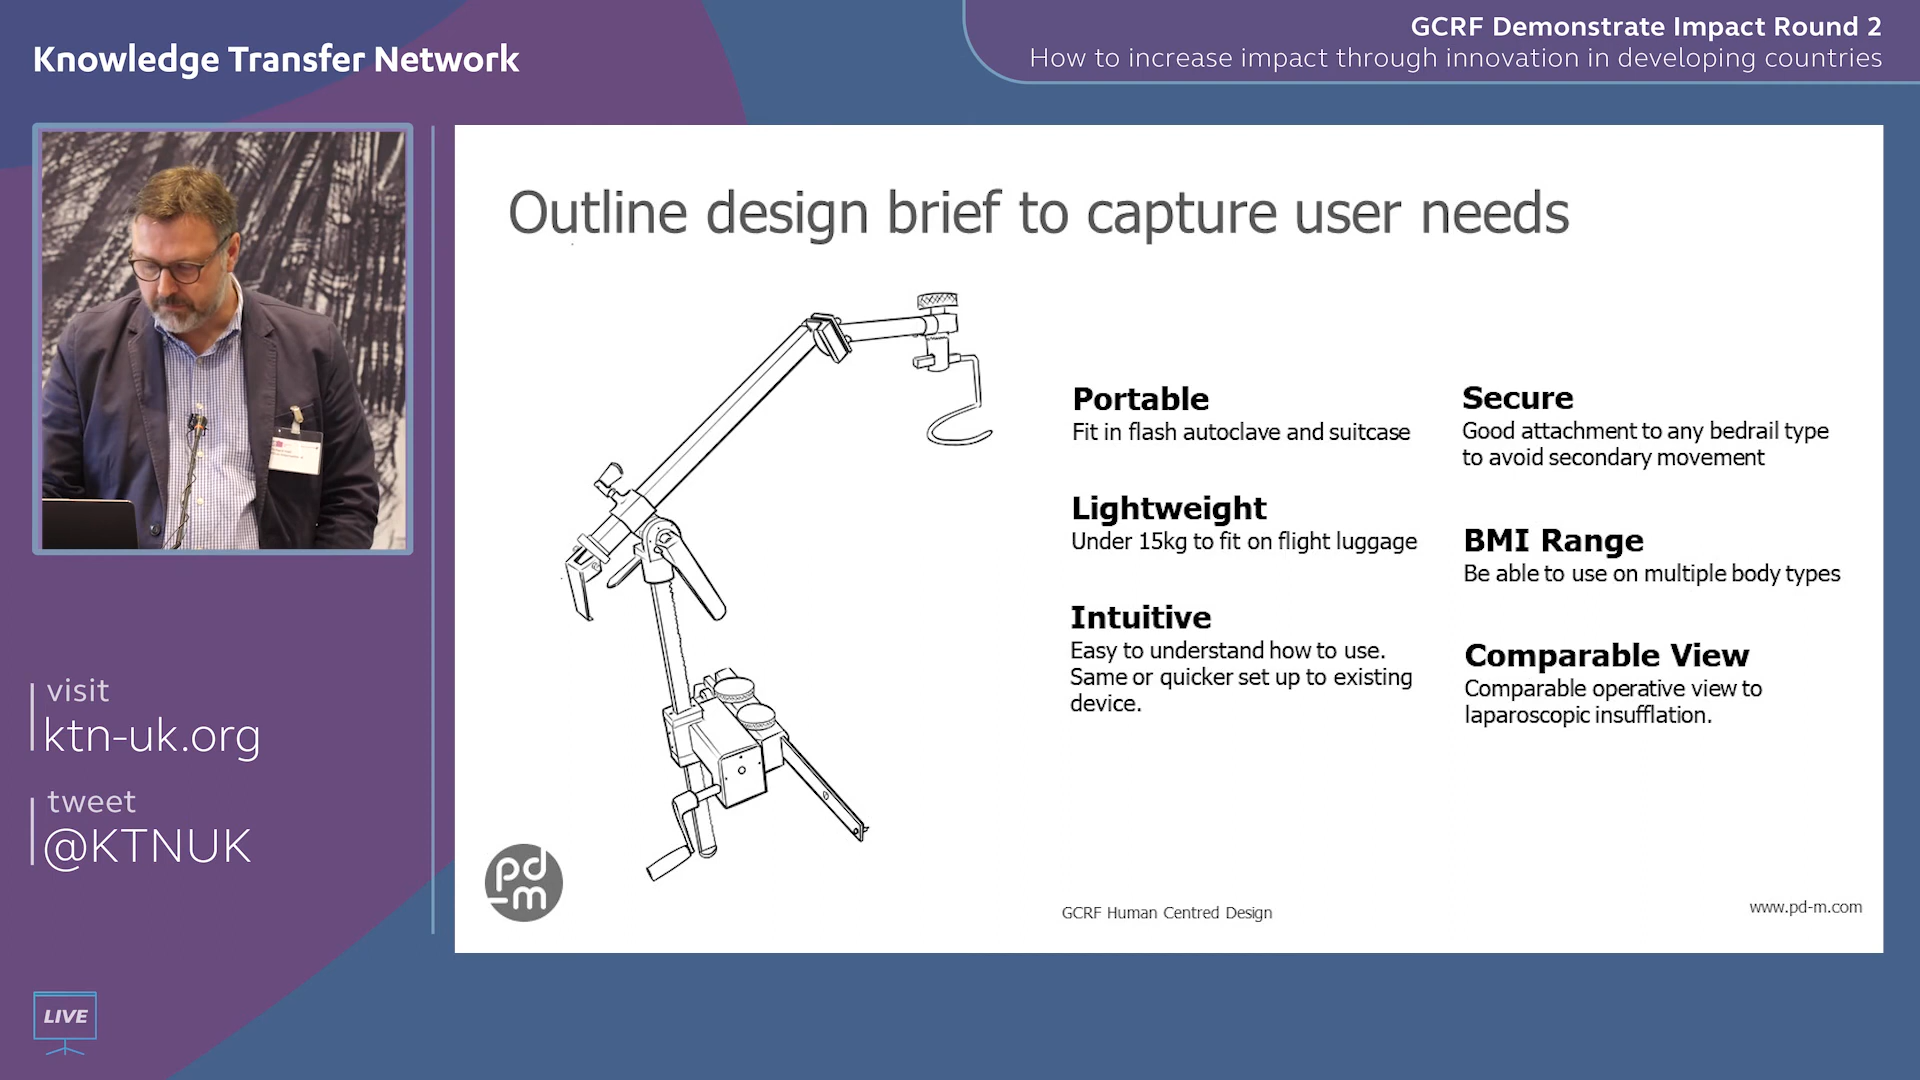 Knowledge Transfer Network
GCRF Demonstrate Impact Round 2
How to increase impact through innovation in developing countries
Outline design brief to capture user needs
Portable
Fit in flash autoclave and suitcase
Lightweight
Under 15kg to fit on flight luggage
Intuitive
Easy to understand how to use.
Same or quicker set up to existing
device.
Secure
Good attachment to any bedrail type
to avoid secondary movement
BMI Range
Be able to use on multiple body types
Comparable View
Comparable operative view to
laparoscopic insufflation.
visit
ktn-uk.org
tweet
@KTNUK
pd
-m
GCRF Human Centred Design
www.pd-m.com
LIVE